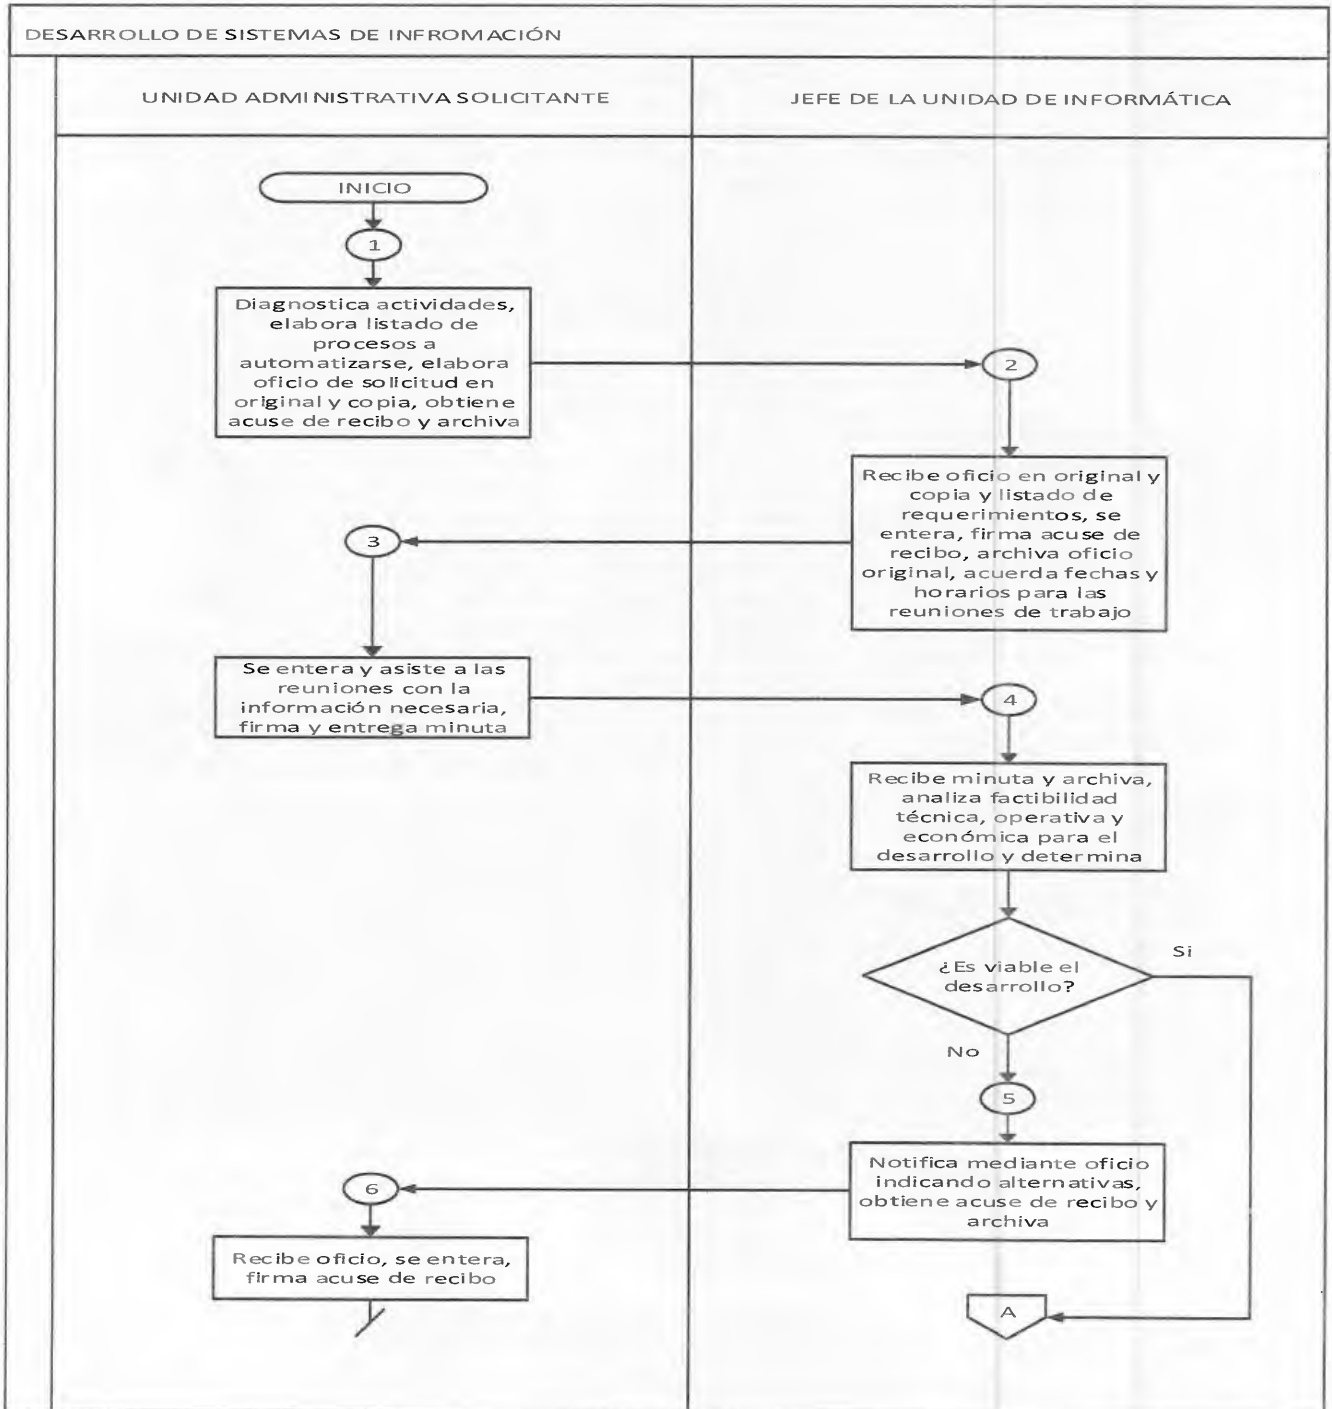 DESARROLLO DE SISTEMAS DE INFROMACIÓN
UNIDAD ADMINISTRATIVA SOLICITANTE
JEFE DE LA UNIDAD DE INFORMÁTICA
INICIO
1
Diagnostica actividades,
elabora listado de
procesos a
automatizarse, elabora
oficio de solicitud en
original y copia, obtiene
acuse de recibo y archiva
2
Recibe oficio en original y
copia y listado de
requerimientos, se
entera, firma acuse de
recibo, archiva oficio
original, acuerda fechas y
horarios para las
reuniones de trabajo
3
Se entera y asiste a las
reuniones con la
información necesaria,
firma y entrega minuta
4
Recibe minuta y archiva,
analiza factibilidad
técnica, operativa y
económica para el
desarrollo y determina
¿Es viable el
desarrollo?
Si
No
5
Notifica mediante oficio
indicando alternativas,
obtiene acuse de recibo y
archiva
6
Recibe oficio, se entera,
firma acuse de recibo
A